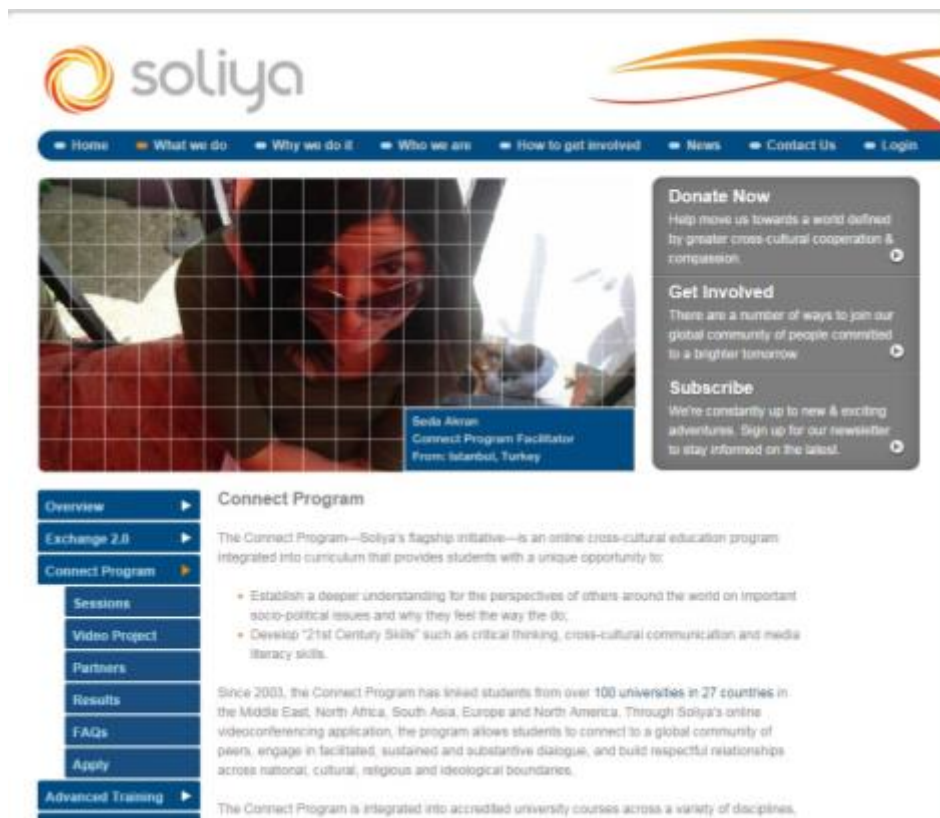 soliya
Home What we do Why we do it Who we are How to get involved News Contact Us Login
Donate Now
Help move us towards a world defined
by greater cross-cultural cooperation &
compassion.
Get Involved
There are a number of ways to join our
global community of people committed
to a brighter tomorrow
Subscribe
We're constantly up to new & exciting
adventures. Sign up for our newsletter
to stay informed on the latest.
Seda Akran
Connect Program Facilitator
From: Istanbul, Turkey
Overview
Exchange 2.0
Connect Program
Sessions
Video Project
Partners
Results
FAQs
Apply
Advanced Training
Connect Program
The Connect Program—Soliya's flagship initiative—is an online cross-cultural education program
integrated into curriculum that provides students with a unique opportunity to:
Establish a deeper understanding for the perspectives of others around the world on important
socio-political issues and why they feel the way the do;
Develop "21st Century Skills" such as critical thinking, cross-cultural communication and media
literacy skills.
Since 2003, the Connect Program has linked students from over 100 universities in 27 countries in
the Middle East, North Africa, South Asia, Europe and North America. Through Soliya's online
videoconferencing application, the program allows students to connect to a global community of
peers, engage in facilitated, sustained and substantive dialogue, and build respectful relationships
across national, cultural, religious and ideological boundaries.
The Connect Program is integrated into accredited university courses across a variety of disciplines,